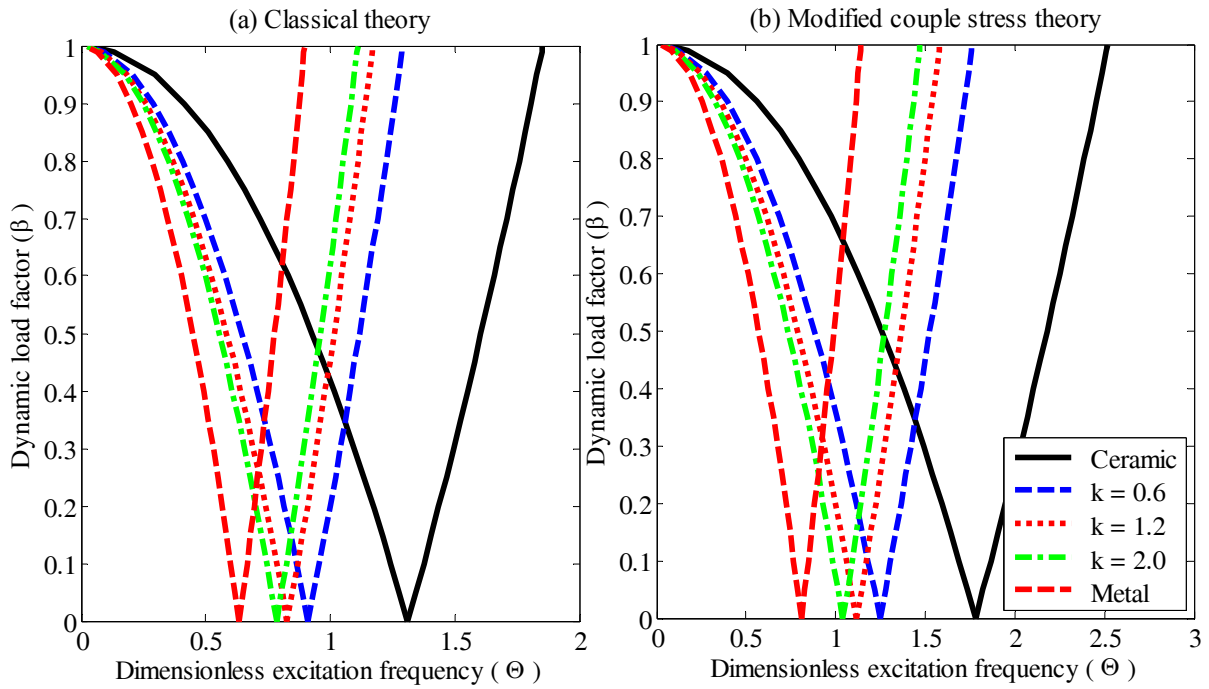 (a) Classical theory
1
0.9
0.8
0.7
0.6
0.5
0.4
0.3
0.2
0.1
0
Dynamic load factor (β)
0 0.5 1 1.5 2
Dimensionless excitation frequency ( Θ )
(b) Modified couple stress theory
1
0.9
0.8
0.7
0.6
0.5
0.4
0.3
0.2
0.1
0
Dynamic load factor (β)
0 0.5 1 1.5 2 2.5 3
Dimensionless excitation frequency ( Θ )
Ceramic
k = 0.6
k = 1.2
k = 2.0
Metal